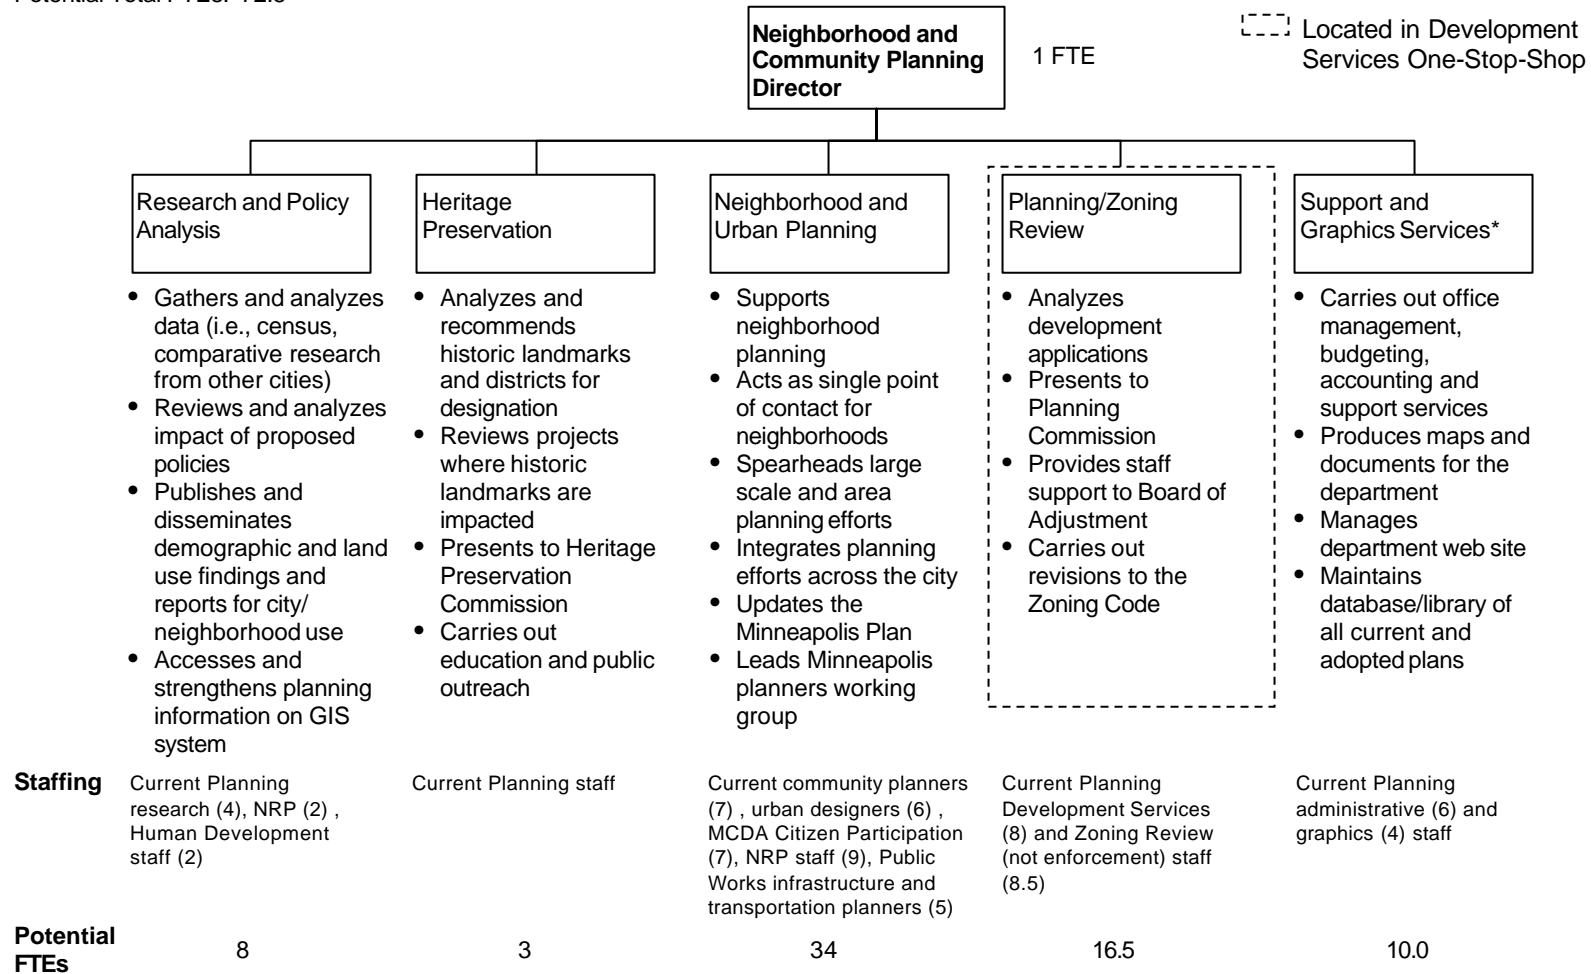 Neighborhood and
Community Planning
Director
1 FTE
Located in Development
Services One-Stop-Shop
Research and Policy
Analysis
Heritage
Preservation
Neighborhood and
Urban Planning
Planning/Zoning
Review
Support and
Graphics Services*
• Gathers and analyzes
data (i.e., census,
comparative research
from other cities)
• Reviews and analyzes
impact of proposed
policies
• Publishes and
disseminates
demographic and land
use findings and
reports for city/
neighborhood use
• Accesses and
strengthens planning
information on GIS
system
• Analyzes and
recommends
historic landmarks
and districts for
designation
• Reviews projects
where historic
landmarks are
impacted
• Presents to Heritage
Preservation
Commission
• Carries out
education and public
outreach
• Supports
neighborhood
planning
• Acts as single point
of contact for
neighborhoods
• Spearheads large
scale and area
planning efforts
• Integrates planning
efforts across the city
• Updates the
Minneapolis Plan
• Leads Minneapolis
planners working
group
• Analyzes
development
applications
• Presents to
Planning
Commission
• Provides staff
support to Board of
Adjustment
• Carries out
revisions to the
Zoning Code
• Carries out office
management,
budgeting,
accounting and
support services
• Produces maps and
documents for the
department
• Manages
department web site
• Maintains
database/library of
all current and
adopted plans
Staffing
Current Planning
research (4), NRP (2) ,
Human Development
staff (2)
Current Planning staff
Current community planners
(7) , urban designers (6) ,
MCDA Citizen Participation
(7), NRP staff (9), Public
Works infrastructure and
transportation planners (5)
Current Planning
Development Services
(8) and Zoning Review
(not enforcement) staff
(8.5)
Current Planning
administrative (6) and
graphics (4) staff
Potential
FTEs
8
3
34
16.5
10.0